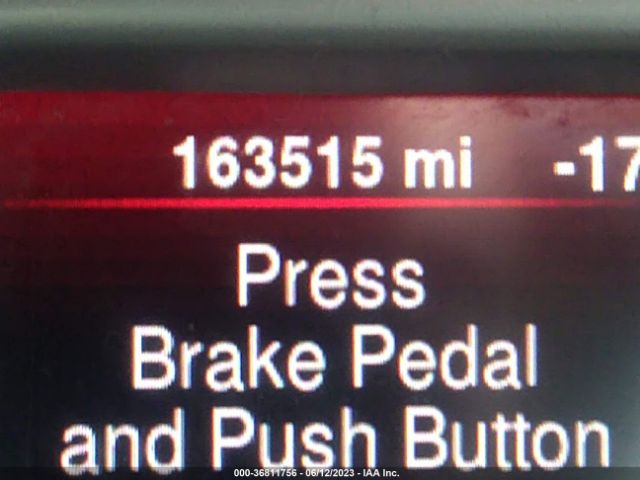 163515 mi -17
Press
Brake Pedal
and Push Button
000-36811756 - 06/12/2023 - IAA Inc.